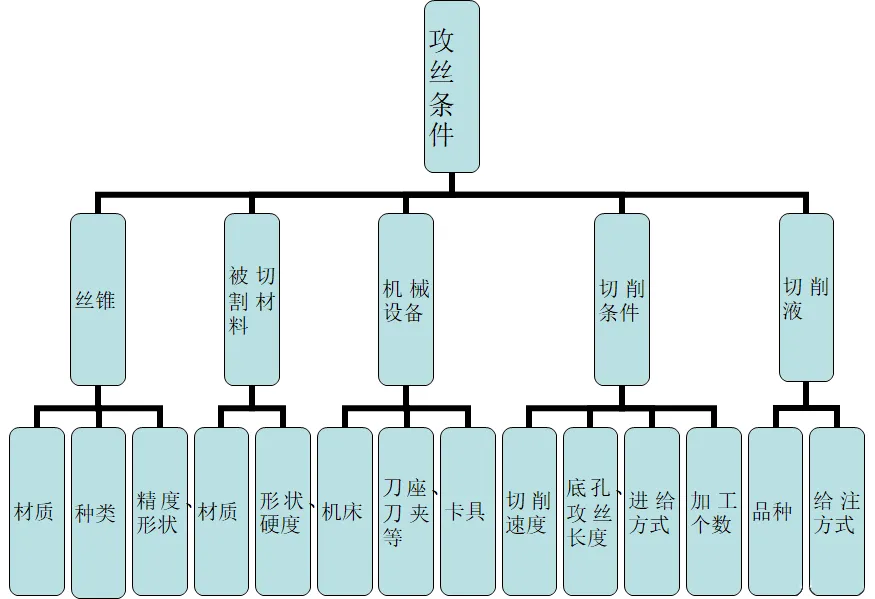 攻
丝
条
件
丝锥
被切
割材
料
机械
设备
切削
条件
切削
液
材质
种类
精度、
形状
材质
形状、
硬度
机床
刀座、
刀夹
等
卡具
切削
速度
底孔、
攻丝
长度
进给
方式
加工
个数
品种
给注
方式